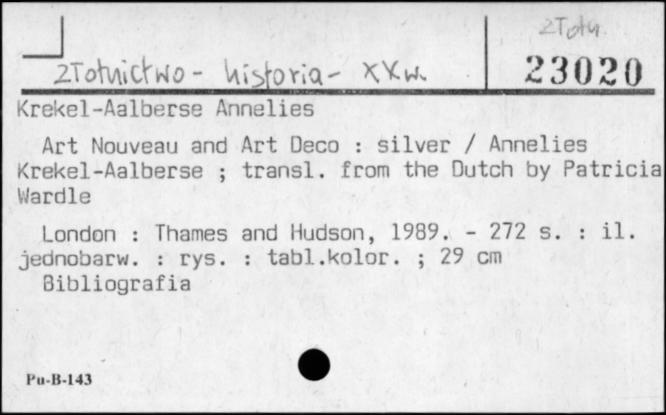 złotn.
złotnictwo - historia - XX w.
23020
Krekel-Aalberse Annelies
Art Nouveau and Art Deco : silver / Annelies
Krekel-Aalberse ; transl. from the Dutch by Patricia
Wardle
London : Thames and Hudson, 1989. - 272 s. : il.
jednobarw. : rys. : tabl.kolor. ; 29 cm
Bibliografia
Pu-B-143